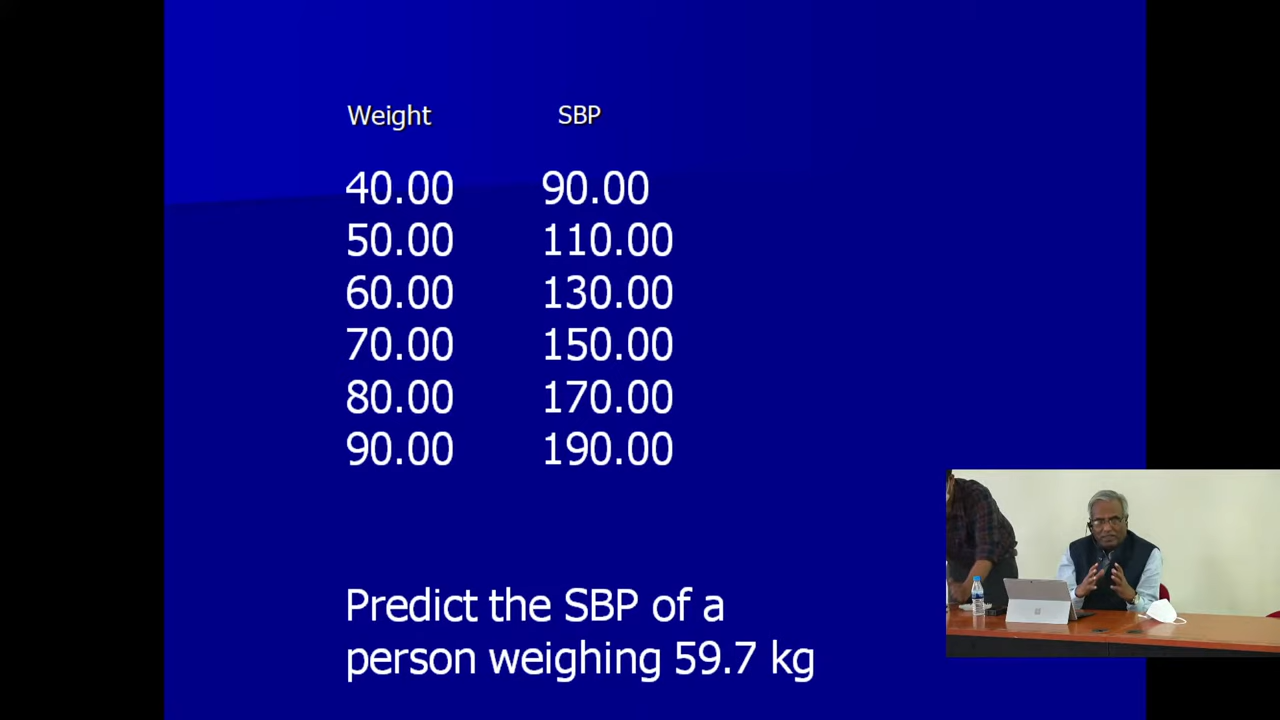 Weight SBP
40.00 90.00
50.00 110.00
60.00 130.00
70.00 150.00
80.00 170.00
90.00 190.00
Predict the SBP of a
person weighing 59.7 kg